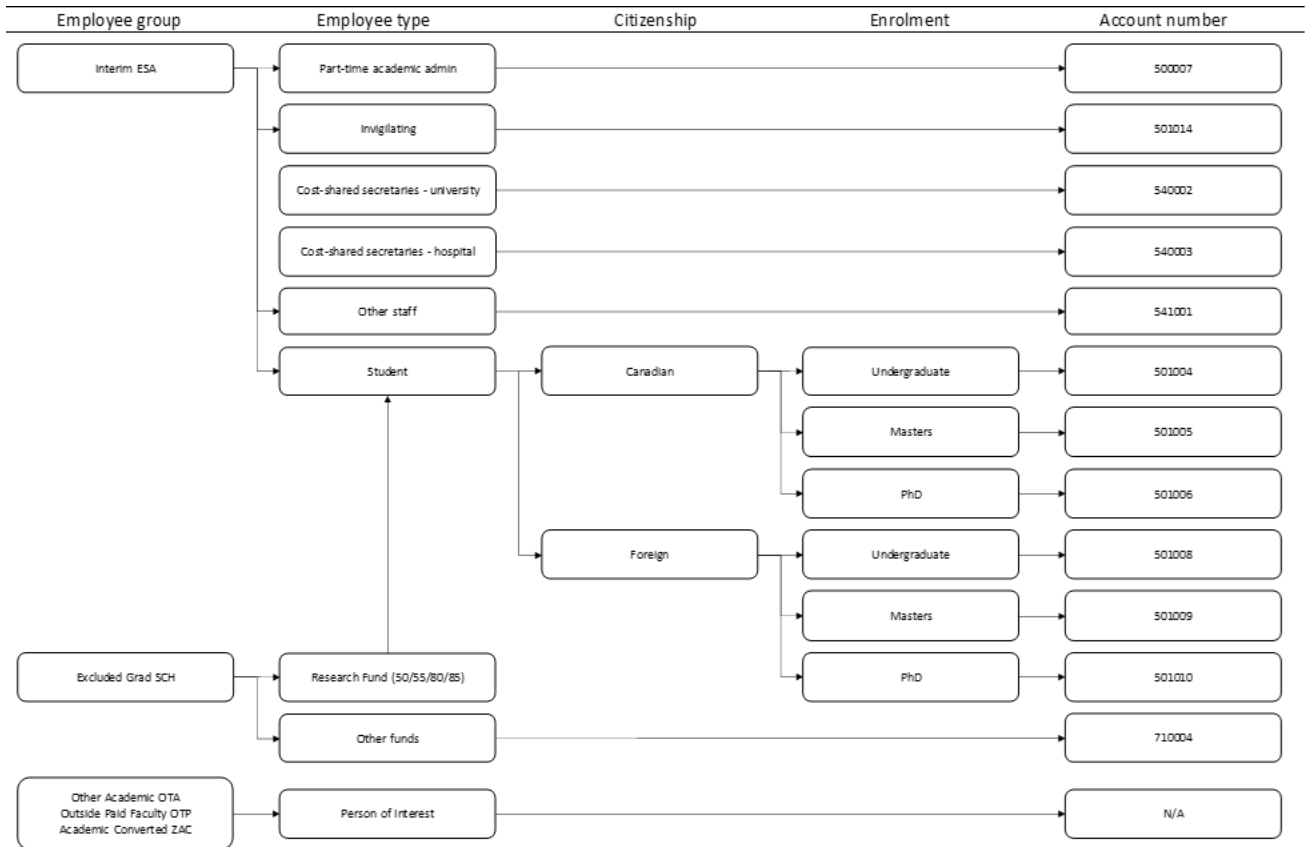 Employee group Employee type Citizenship Enrolment Account number
Interim ESA Part-time academic admin 500007
Invigilating 501014
Cost-shared secretaries - university 540002
Cost-shared secretaries - hospital 540003
Other staff 541001
Student Canadian Undergraduate 501004
Masters 501005
PhD 501006
Foreign Undergraduate 501008
Masters 501009
Excluded Grad SCH Research Fund (50/55/80/85) PhD 501010
Other funds 710004
Other Academic OTA
Outside Paid Faculty OTP Person of Interest N/A
Academic Converted ZAC